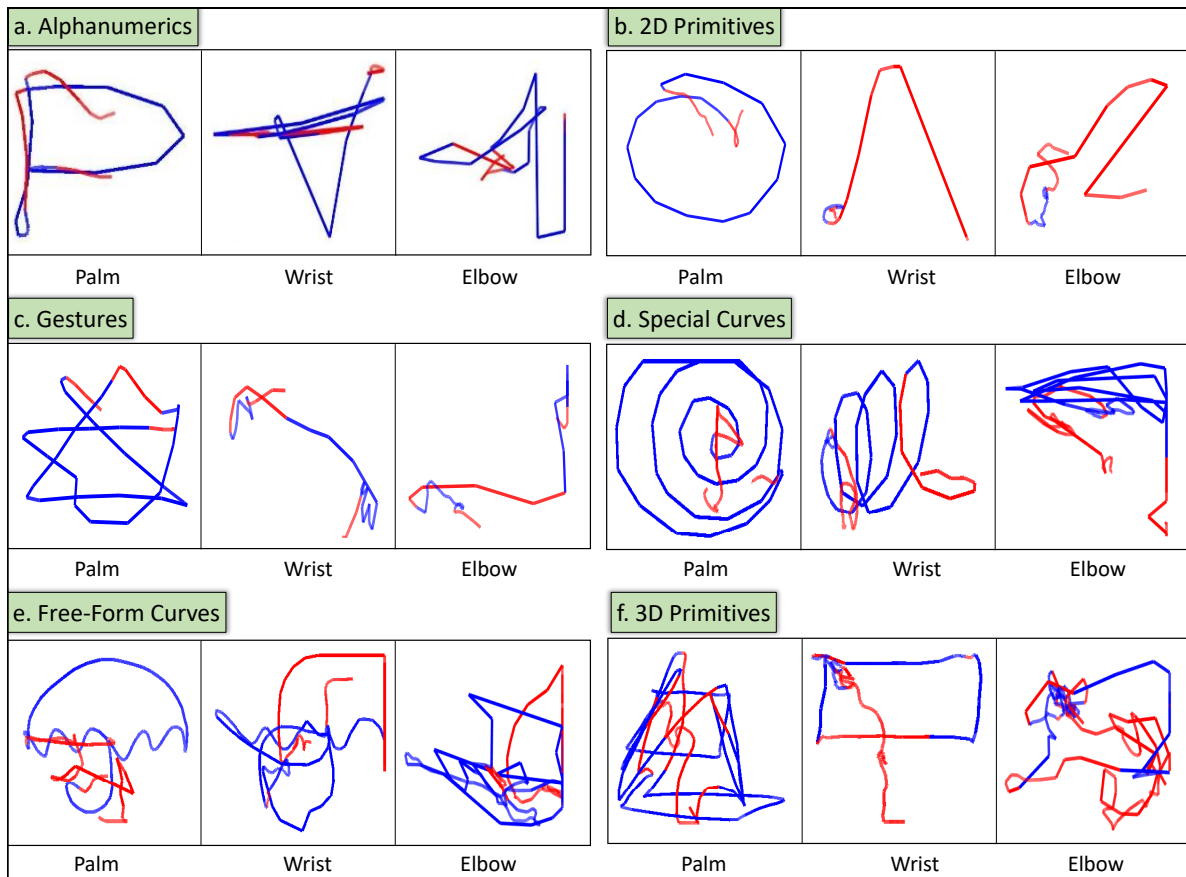 a. Alphanumerics
b. 2D Primitives
Palm Wrist Elbow
Palm Wrist Elbow
c. Gestures
d. Special Curves
Palm Wrist Elbow
Palm Wrist Elbow
e. Free-Form Curves
f. 3D Primitives
Palm Wrist Elbow
Palm Wrist Elbow